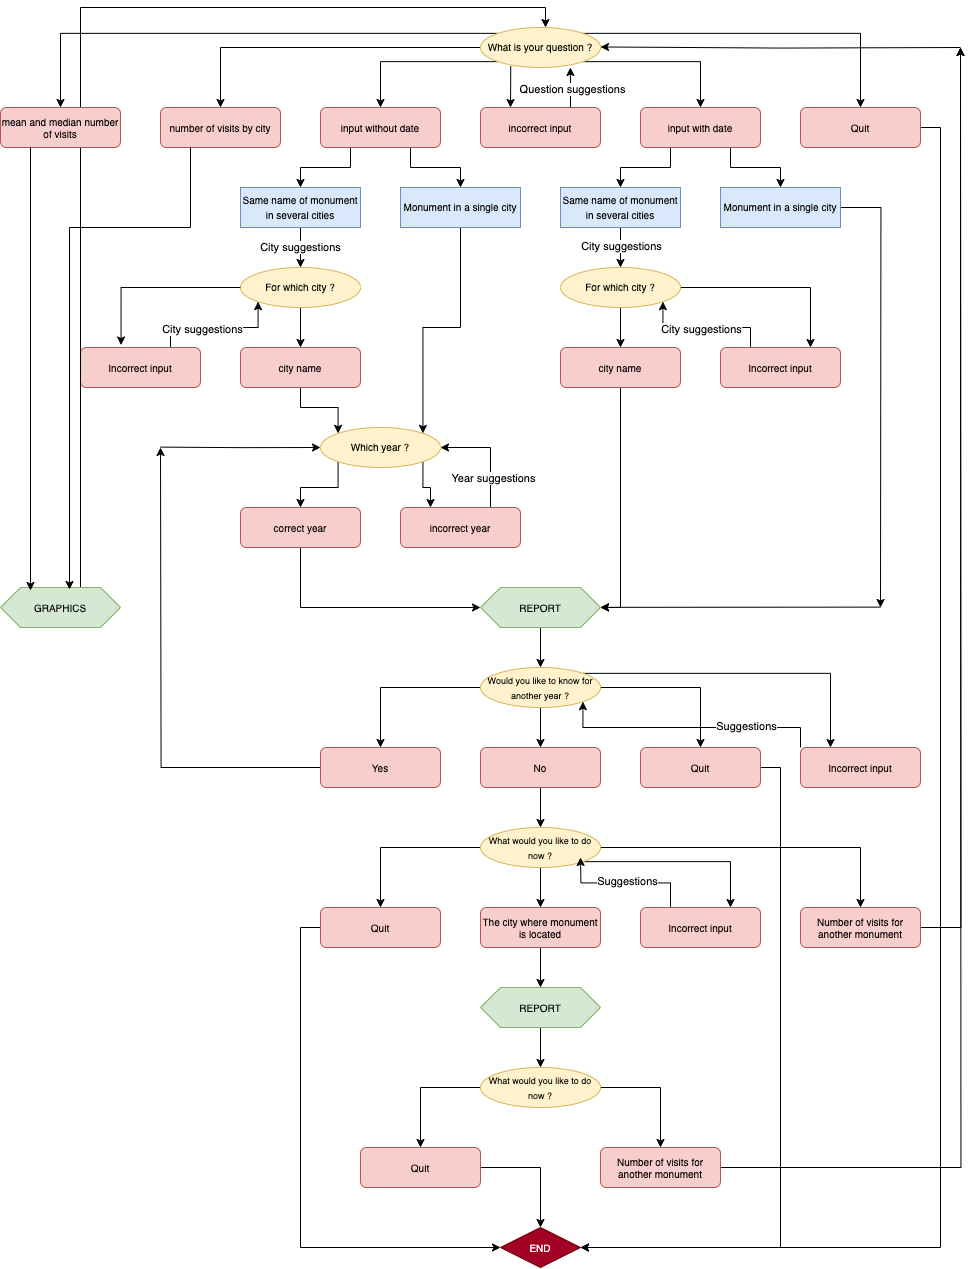 What is your question ?
Question suggestions
mean and median number
of visits
number of visits by city
input without date
incorrect input
input with date
Quit
Same name of monument
in several cities
Monument in a single city
Same name of monument
in several cities
Monument in a single city
City suggestions
City suggestions
For which city ?
For which city ?
City suggestions
City suggestions
Incorrect input
city name
city name
Incorrect input
Which year ?
Year suggestions
correct year
incorrect year
GRAPHICS
REPORT
Would you like to know for
another year ?
Suggestions
Yes
No
Quit
Incorrect input
What would you like to do
now ?
Suggestions
Quit
The city where monument
is located
Incorrect input
Number of visits for
another monument
REPORT
What would you like to do
now ?
Quit
Number of visits for
another monument
END